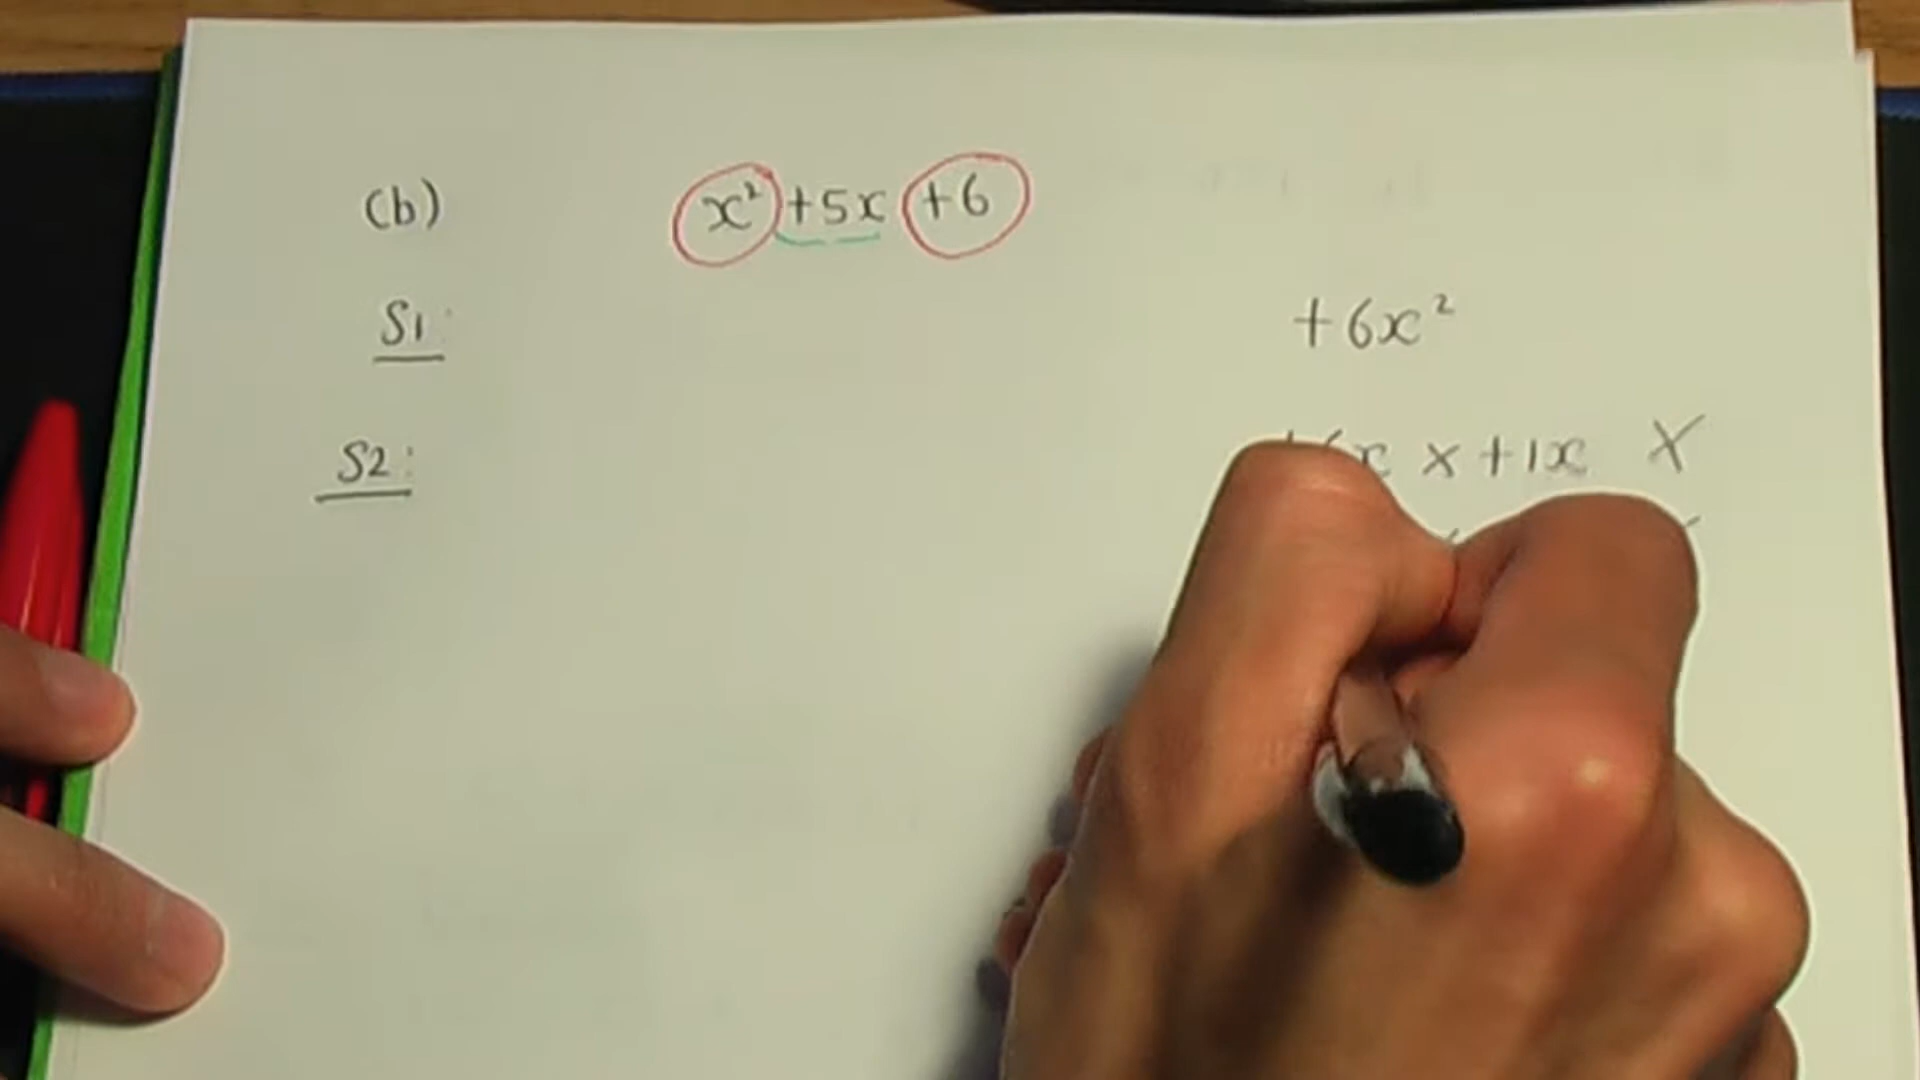 (b) x² + 5x + 6
S1: + 6x²
S2: x × + 1x ✗